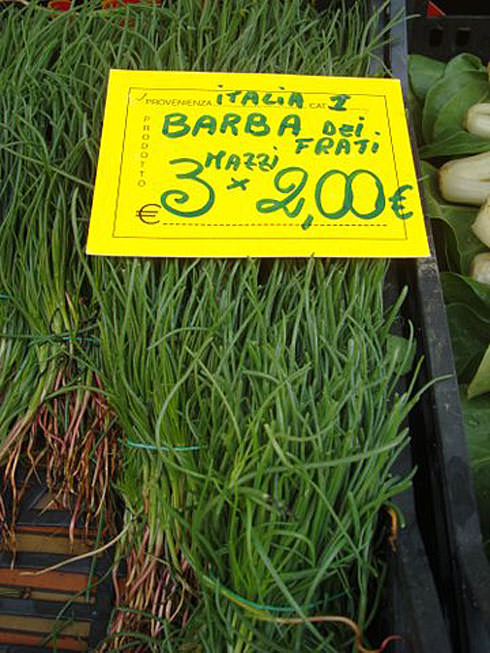 PROVENIENZA ITALIA CAT. I
PRODOTTO
BARBA DEI
FRATI
MAZZI
3 x 2,00 €
€